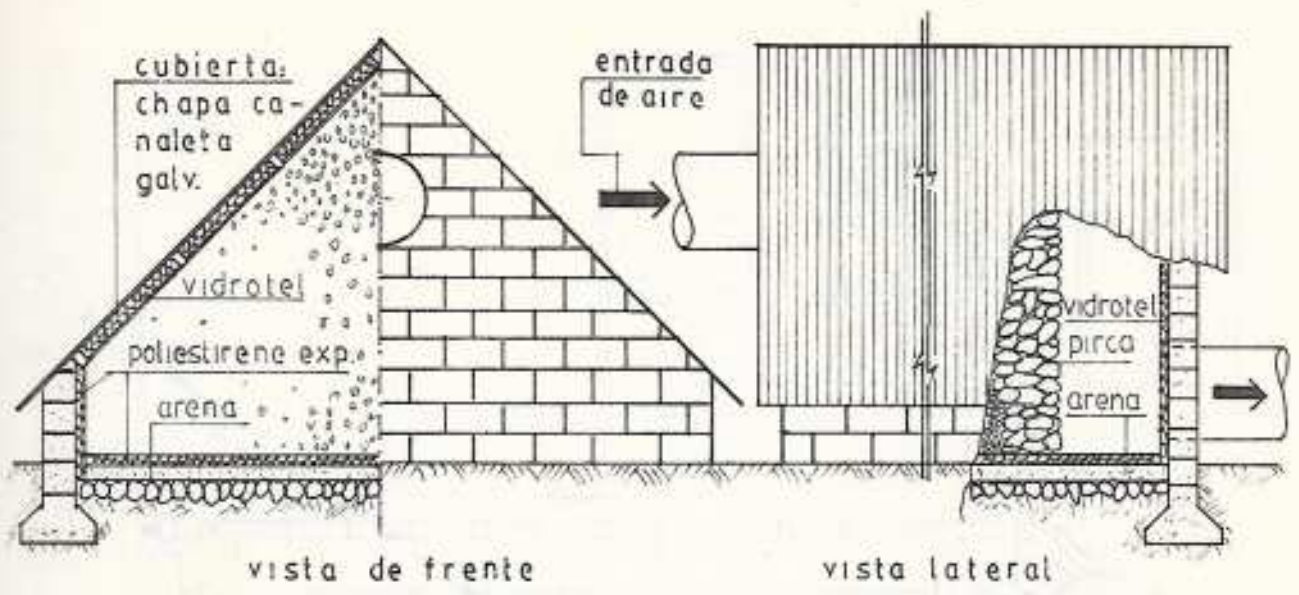 cubierta:
chapa ca-
naleta
galv.
vidrotel
poliestirene exp.
arena
entrada
de aire
vidrotel
pirca
arena
vista de frente
vista lateral